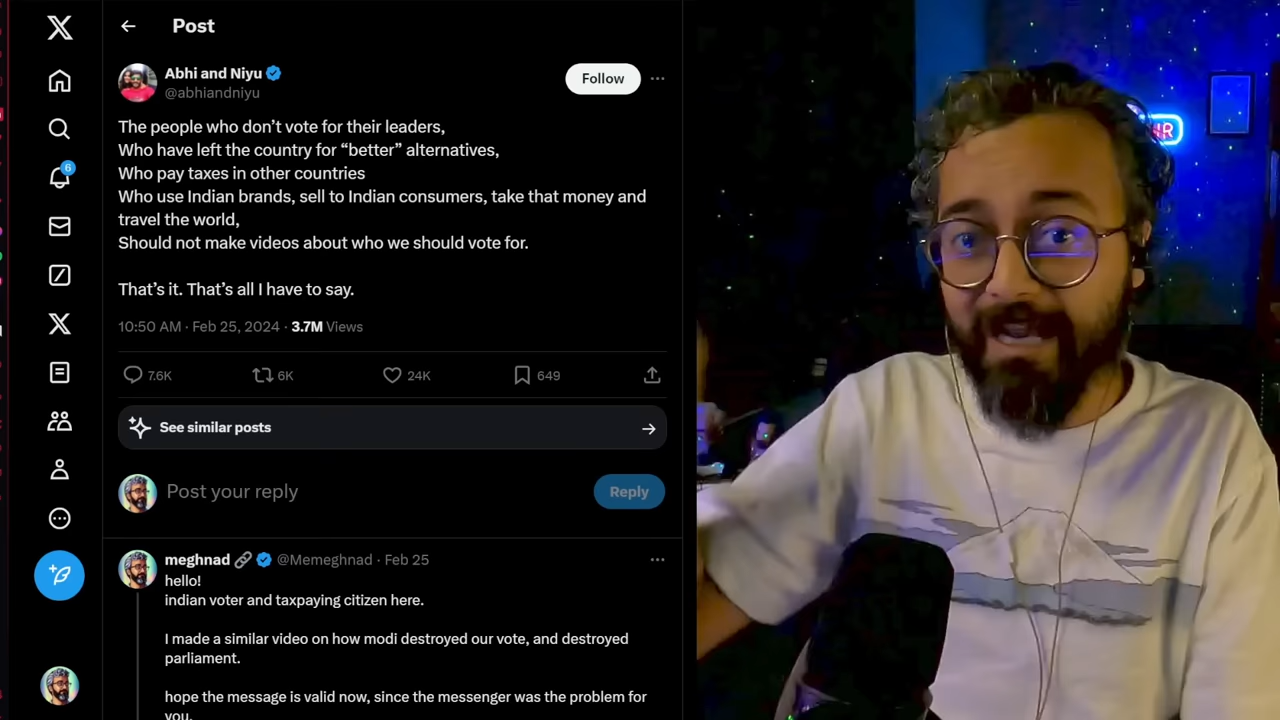 Post
Abhi and Niyu
@abhiandniyu
Follow
The people who don’t vote for their leaders,
Who have left the country for “better” alternatives,
Who pay taxes in other countries
Who use Indian brands, sell to Indian consumers, take that money and
travel the world,
Should not make videos about who we should vote for.
That’s it. That’s all I have to say.
10:50 AM · Feb 25, 2024 · 3.7M Views
7.6K
6K
24K
649
See similar posts
Post your reply
Reply
6
meghnad 🔗 @Memeghnad · Feb 25
hello!
indian voter and taxpaying citizen here.
I made a similar video on how modi destroyed our vote, and destroyed
parliament.
hope the message is valid now, since the messenger was the problem for
you.